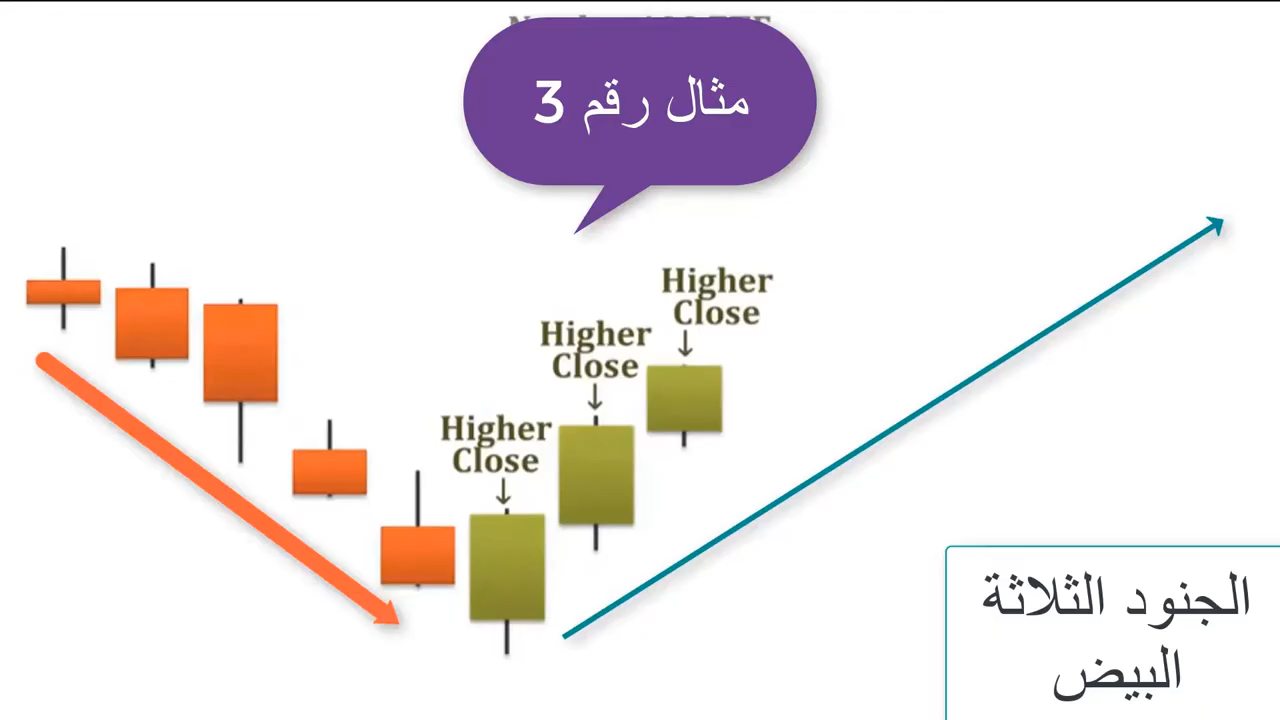 مثال رقم 3
Higher
Close
Higher
Close
Higher
Close
الجنود الثلاثة
البيض